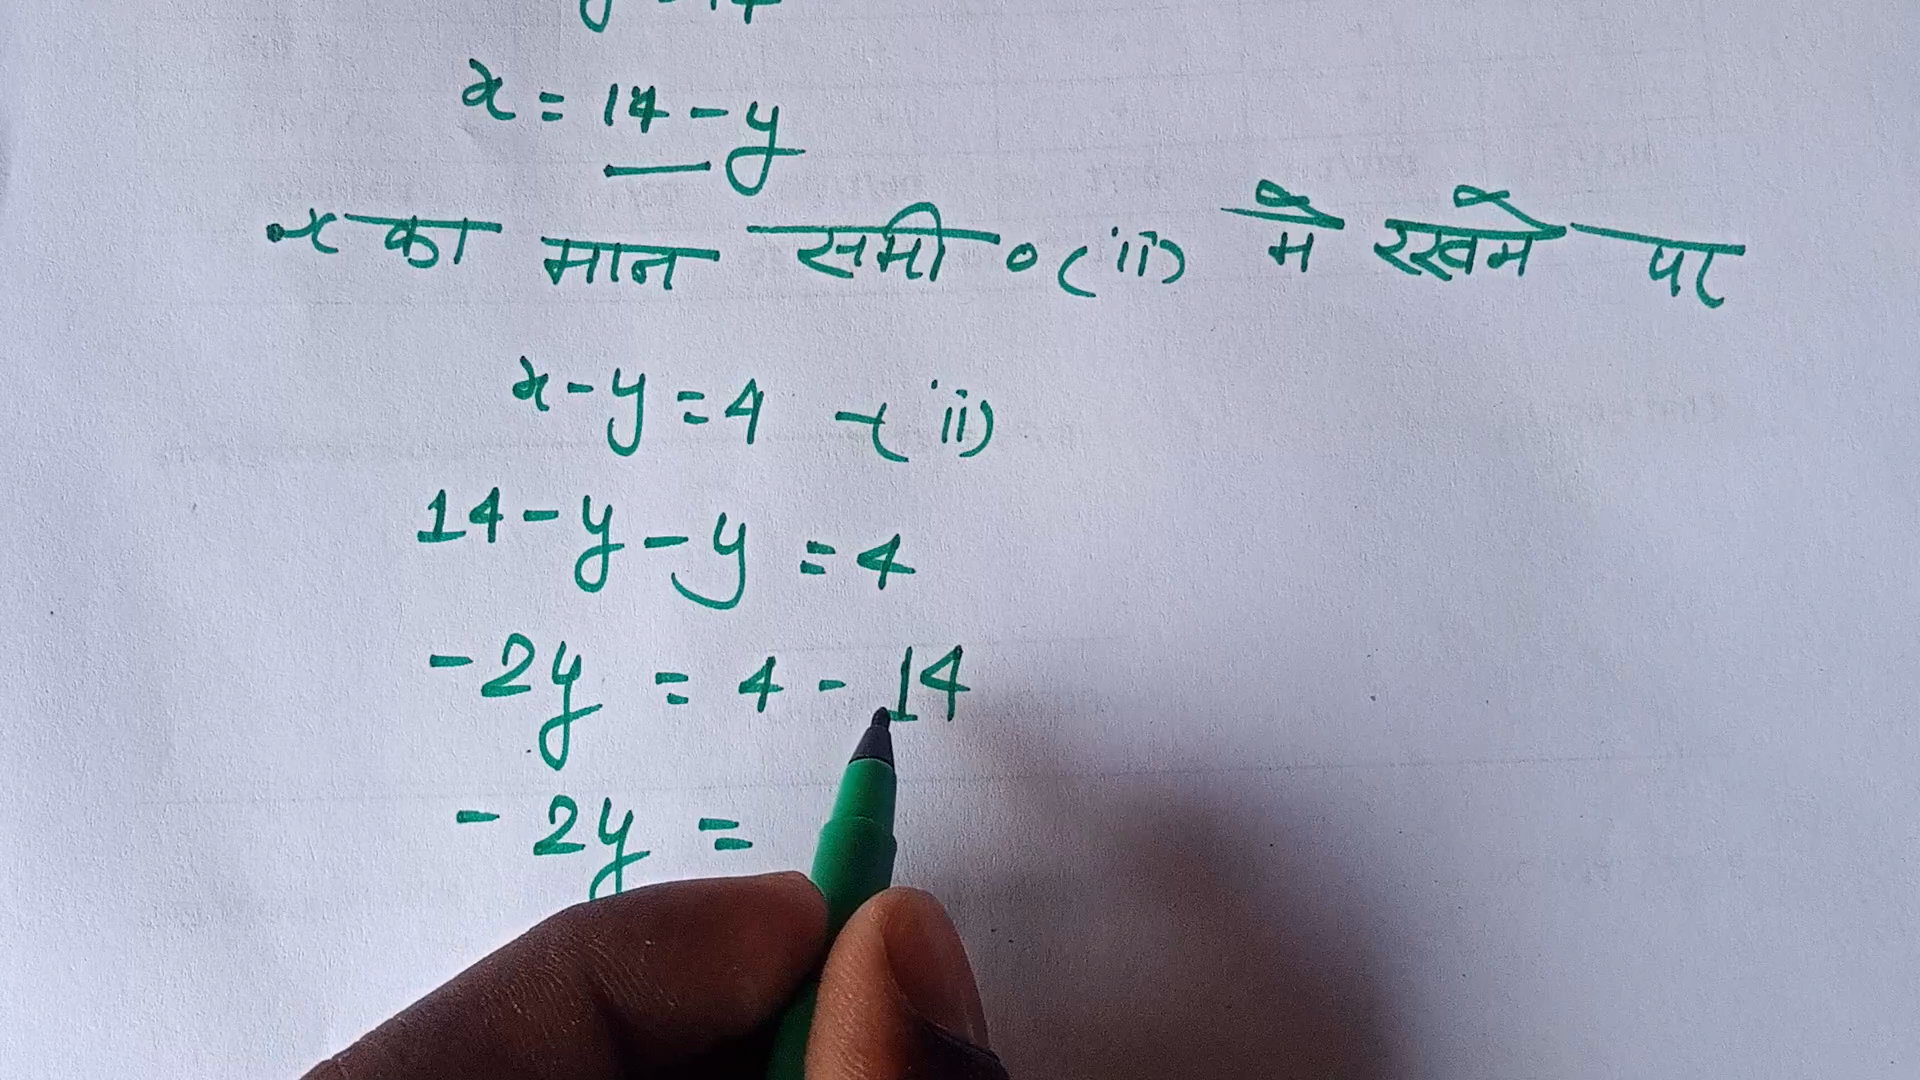 x = 14 - y
x का मान समी० (ii) में रखने पर
x - y = 4 -(ii)
14 - y - y = 4
-2y = 4 - 14
-2y =